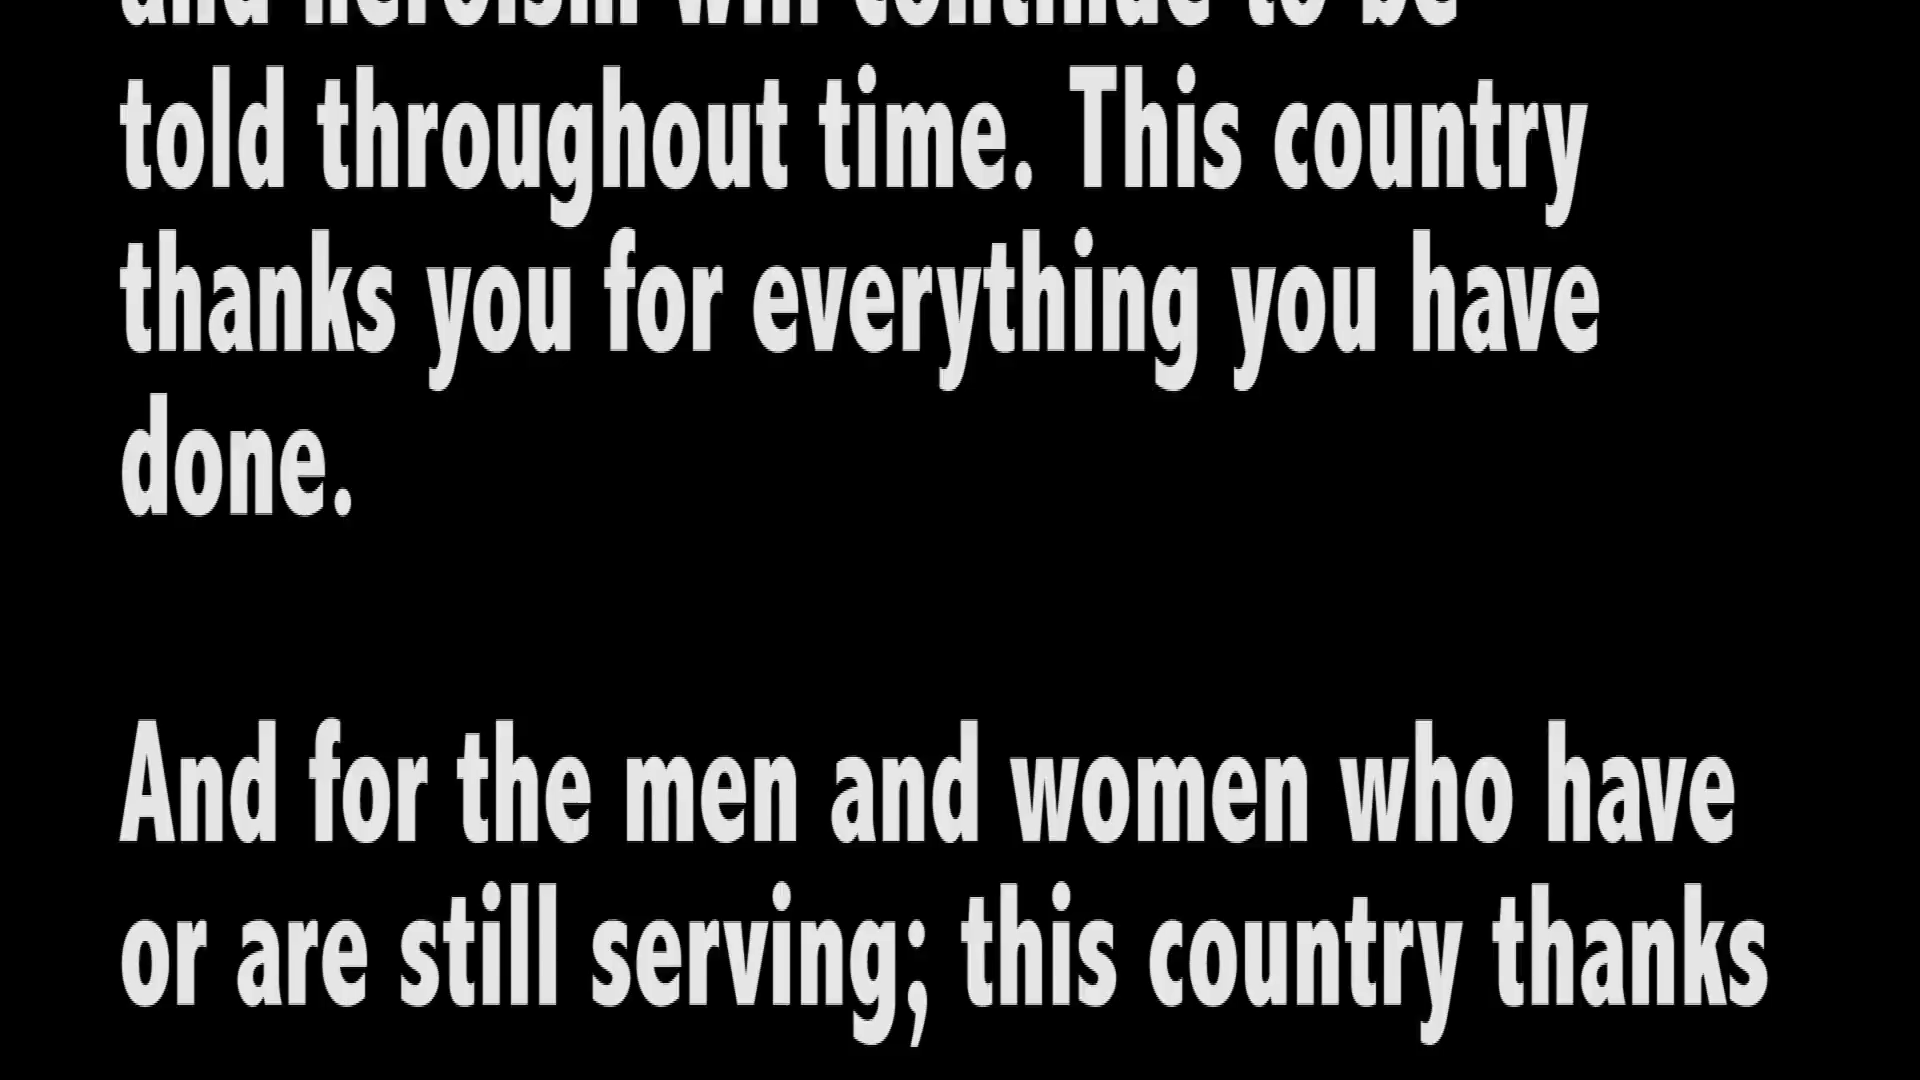 and heroism will continue to be
told throughout time. This country
thanks you for everything you have
done.
And for the men and women who have
or are still serving; this country thanks